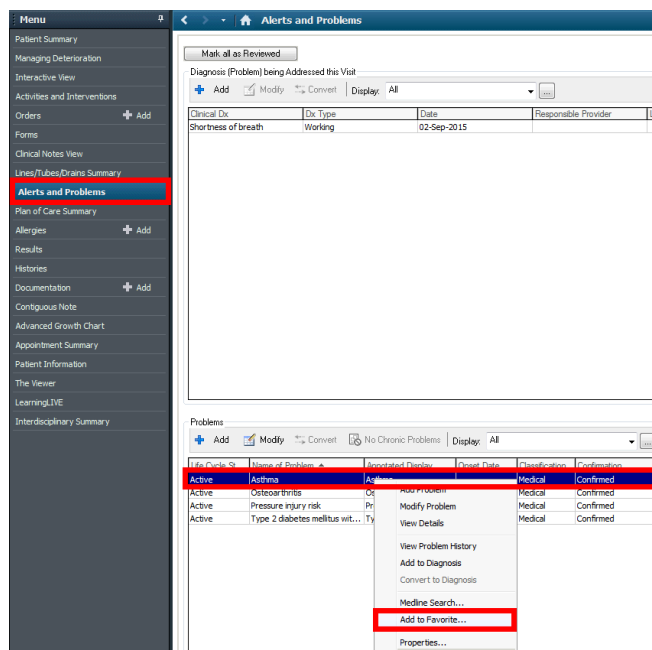 Menu
Alerts and Problems
Patient Summary
Managing Deterioration
Interactive View
Activities and Interventions
Orders Add
Forms
Clinical Notes View
Lines/Tubes/Drains Summary
Alerts and Problems
Plan of Care Summary
Allergies Add
Results
Histories
Documentation Add
Contiguous Note
Advanced Growth Chart
Appointment Summary
Patient Information
The Viewer
LearningLIVE
Interdisciplinary Summary
Mark all as Reviewed
Diagnosis (Problem) being Addressed this Visit
Add Modify Convert Display: All ...
Clinical Dx Dx Type Date Responsible Provider
Shortness of breath Working 02-Sep-2015
Problems
Add Modify Convert No Chronic Problems Display: All ...
Life Cycle St... Name of Problem Annotated Display Onset Date Classification Confirmation
Active Asthma Asthma Medical Confirmed
Active Osteoarthritis Os Medical Confirmed
Active Pressure injury risk Pr Medical Confirmed
Active Type 2 diabetes mellitus wit... Ty Medical Confirmed
Add Problem
Modify Problem
View Details
View Problem History
Add to Diagnosis
Convert to Diagnosis
Medline Search...
Add to Favorite...
Properties...